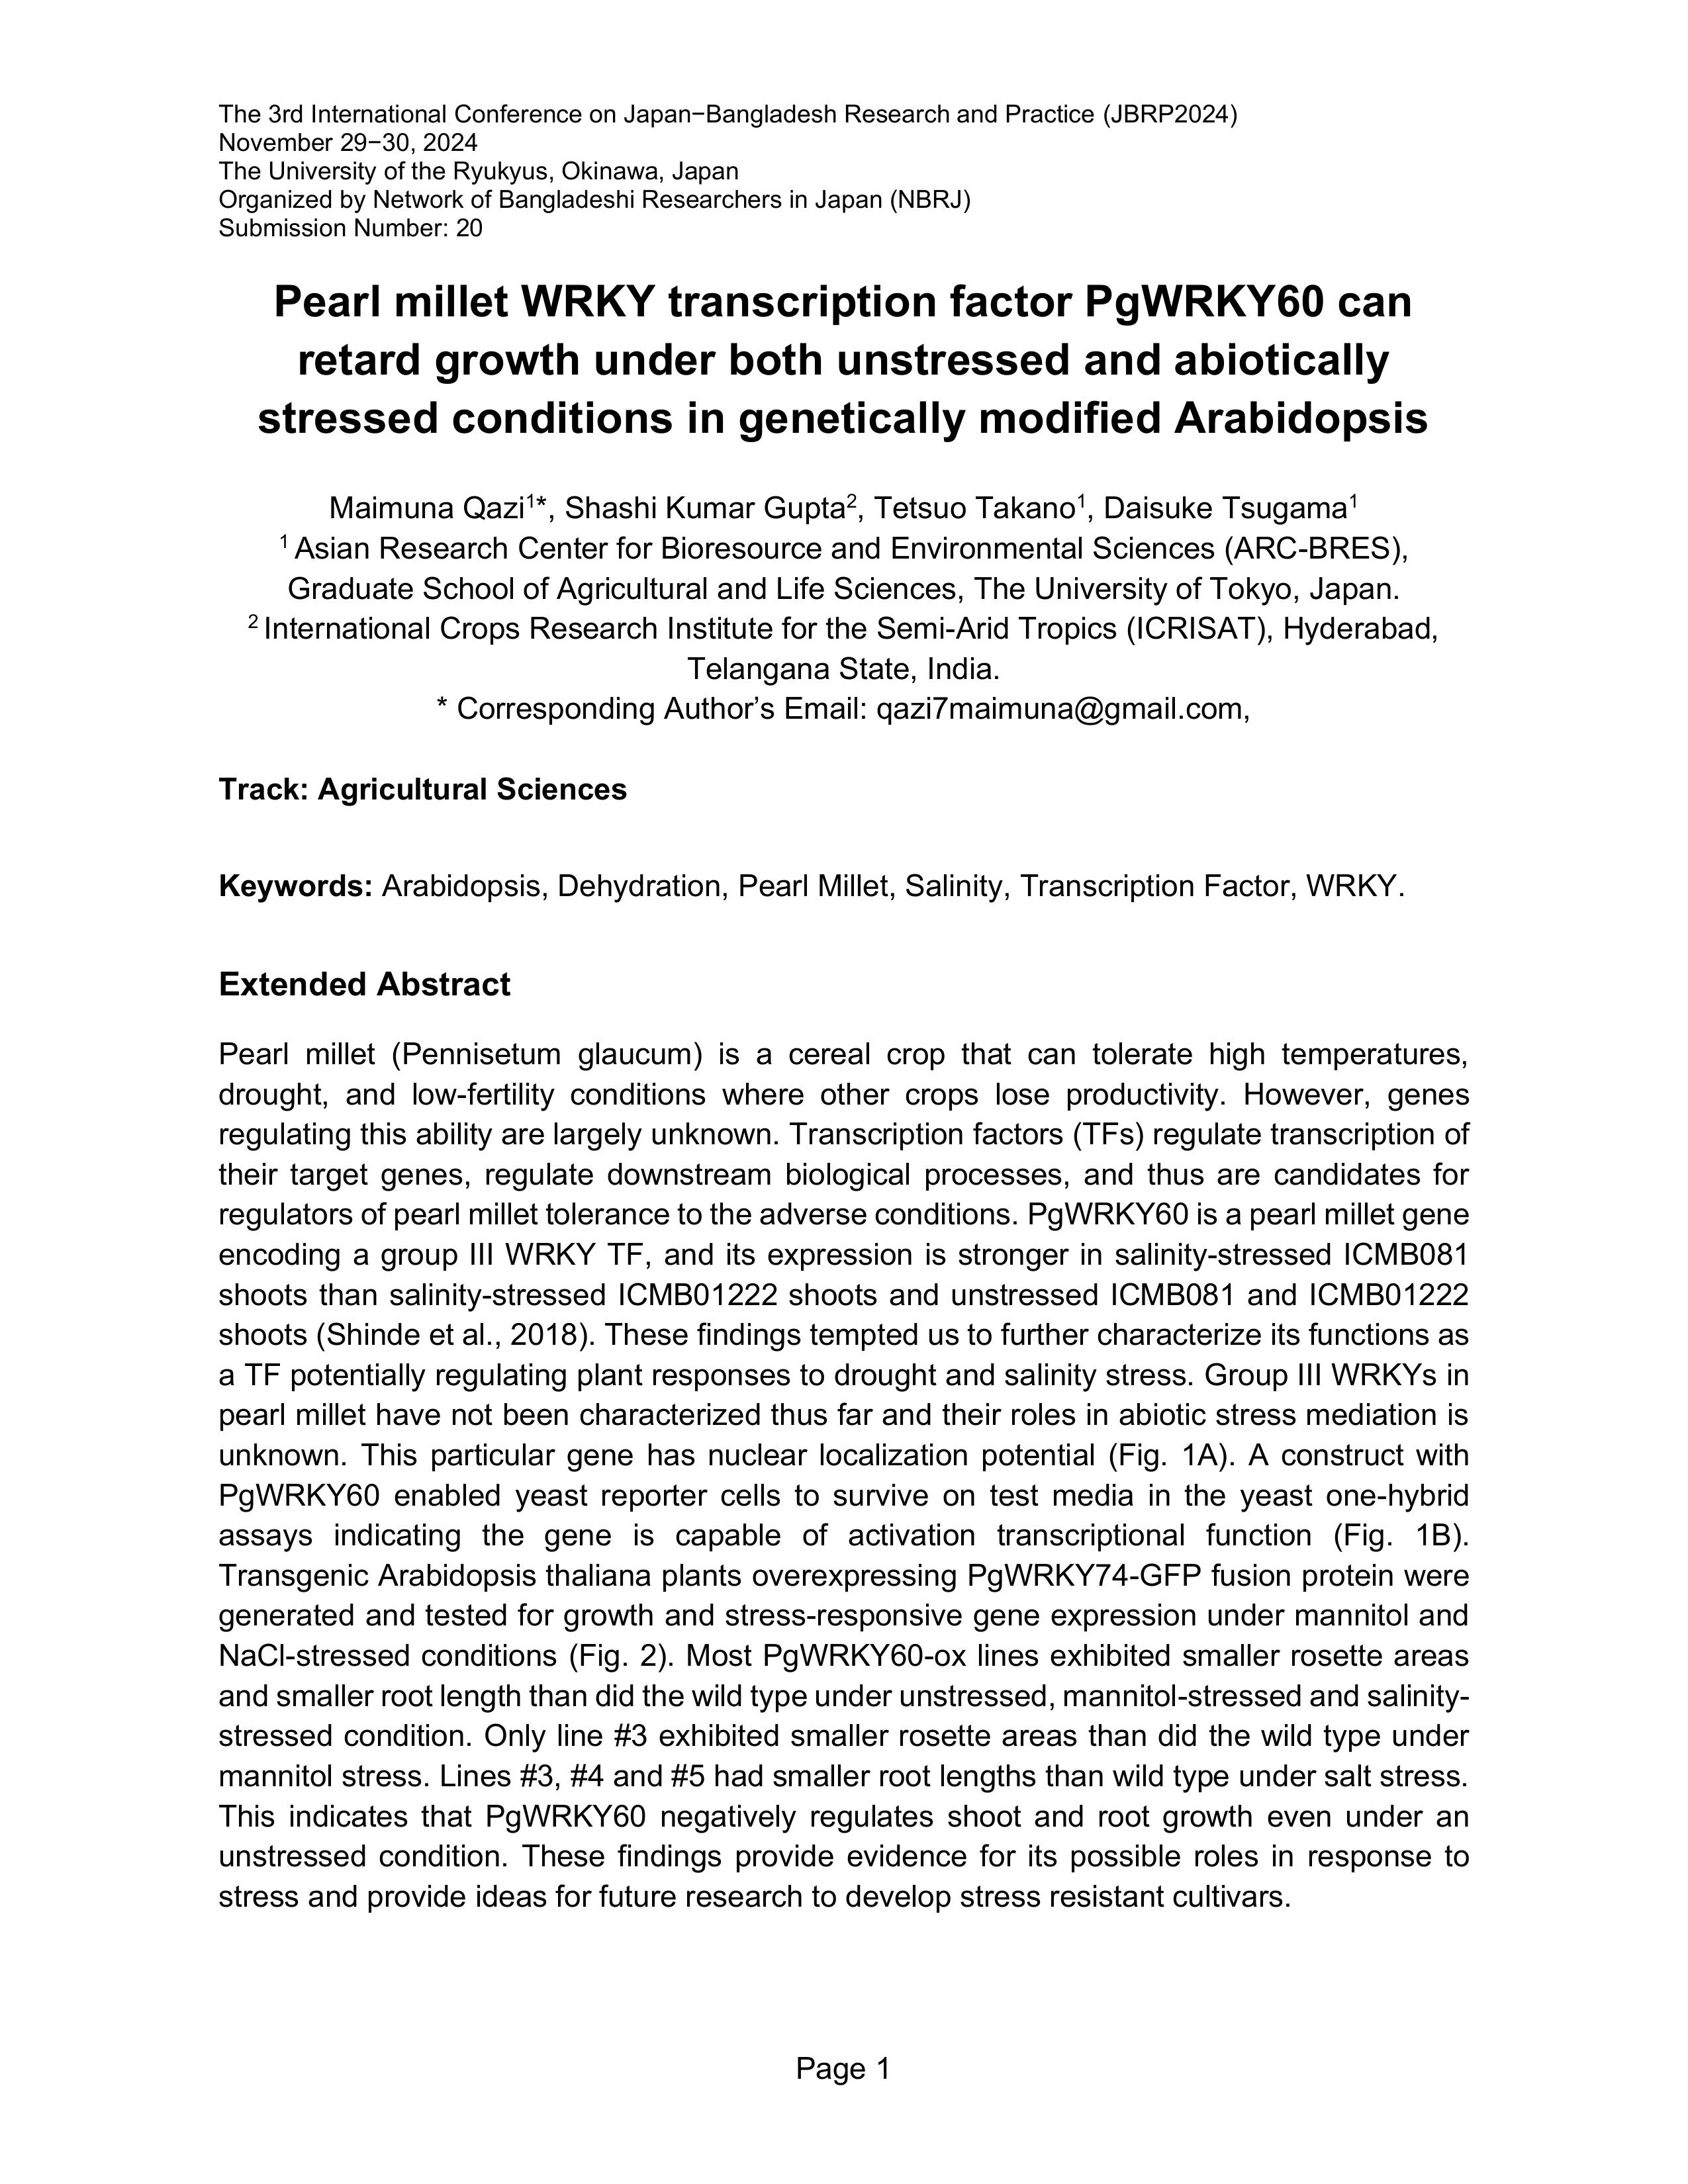 The 3rd International Conference on Japan−Bangladesh Research and Practice (JBRP2024)
November 29−30, 2024
The University of the Ryukyus, Okinawa, Japan
Organized by Network of Bangladeshi Researchers in Japan (NBRJ)
Submission Number: 20
Pearl millet WRKY transcription factor PgWRKY60 can
retard growth under both unstressed and abiotically
stressed conditions in genetically modified Arabidopsis
Maimuna Qazi1*, Shashi Kumar Gupta2, Tetsuo Takano1, Daisuke Tsugama1
1 Asian Research Center for Bioresource and Environmental Sciences (ARC-BRES),
Graduate School of Agricultural and Life Sciences, The University of Tokyo, Japan.
2 International Crops Research Institute for the Semi-Arid Tropics (ICRISAT), Hyderabad,
Telangana State, India.
* Corresponding Author’s Email: qazi7maimuna@gmail.com,
Track: Agricultural Sciences
Keywords: Arabidopsis, Dehydration, Pearl Millet, Salinity, Transcription Factor, WRKY.
Extended Abstract
Pearl millet (Pennisetum glaucum) is a cereal crop that can tolerate high temperatures,
drought, and low-fertility conditions where other crops lose productivity. However, genes
regulating this ability are largely unknown. Transcription factors (TFs) regulate transcription of
their target genes, regulate downstream biological processes, and thus are candidates for
regulators of pearl millet tolerance to the adverse conditions. PgWRKY60 is a pearl millet gene
encoding a group III WRKY TF, and its expression is stronger in salinity-stressed ICMB081
shoots than salinity-stressed ICMB01222 shoots and unstressed ICMB081 and ICMB01222
shoots (Shinde et al., 2018). These findings tempted us to further characterize its functions as
a TF potentially regulating plant responses to drought and salinity stress. Group III WRKYs in
pearl millet have not been characterized thus far and their roles in abiotic stress mediation is
unknown. This particular gene has nuclear localization potential (Fig. 1A). A construct with
PgWRKY60 enabled yeast reporter cells to survive on test media in the yeast one-hybrid
assays indicating the gene is capable of activation transcriptional function (Fig. 1B).
Transgenic Arabidopsis thaliana plants overexpressing PgWRKY74-GFP fusion protein were
generated and tested for growth and stress-responsive gene expression under mannitol and
NaCl-stressed conditions (Fig. 2). Most PgWRKY60-ox lines exhibited smaller rosette areas
and smaller root length than did the wild type under unstressed, mannitol-stressed and salinity-
stressed condition. Only line #3 exhibited smaller rosette areas than did the wild type under
mannitol stress. Lines #3, #4 and #5 had smaller root lengths than wild type under salt stress.
This indicates that PgWRKY60 negatively regulates shoot and root growth even under an
unstressed condition. These findings provide evidence for its possible roles in response to
stress and provide ideas for future research to develop stress resistant cultivars.
Page 1